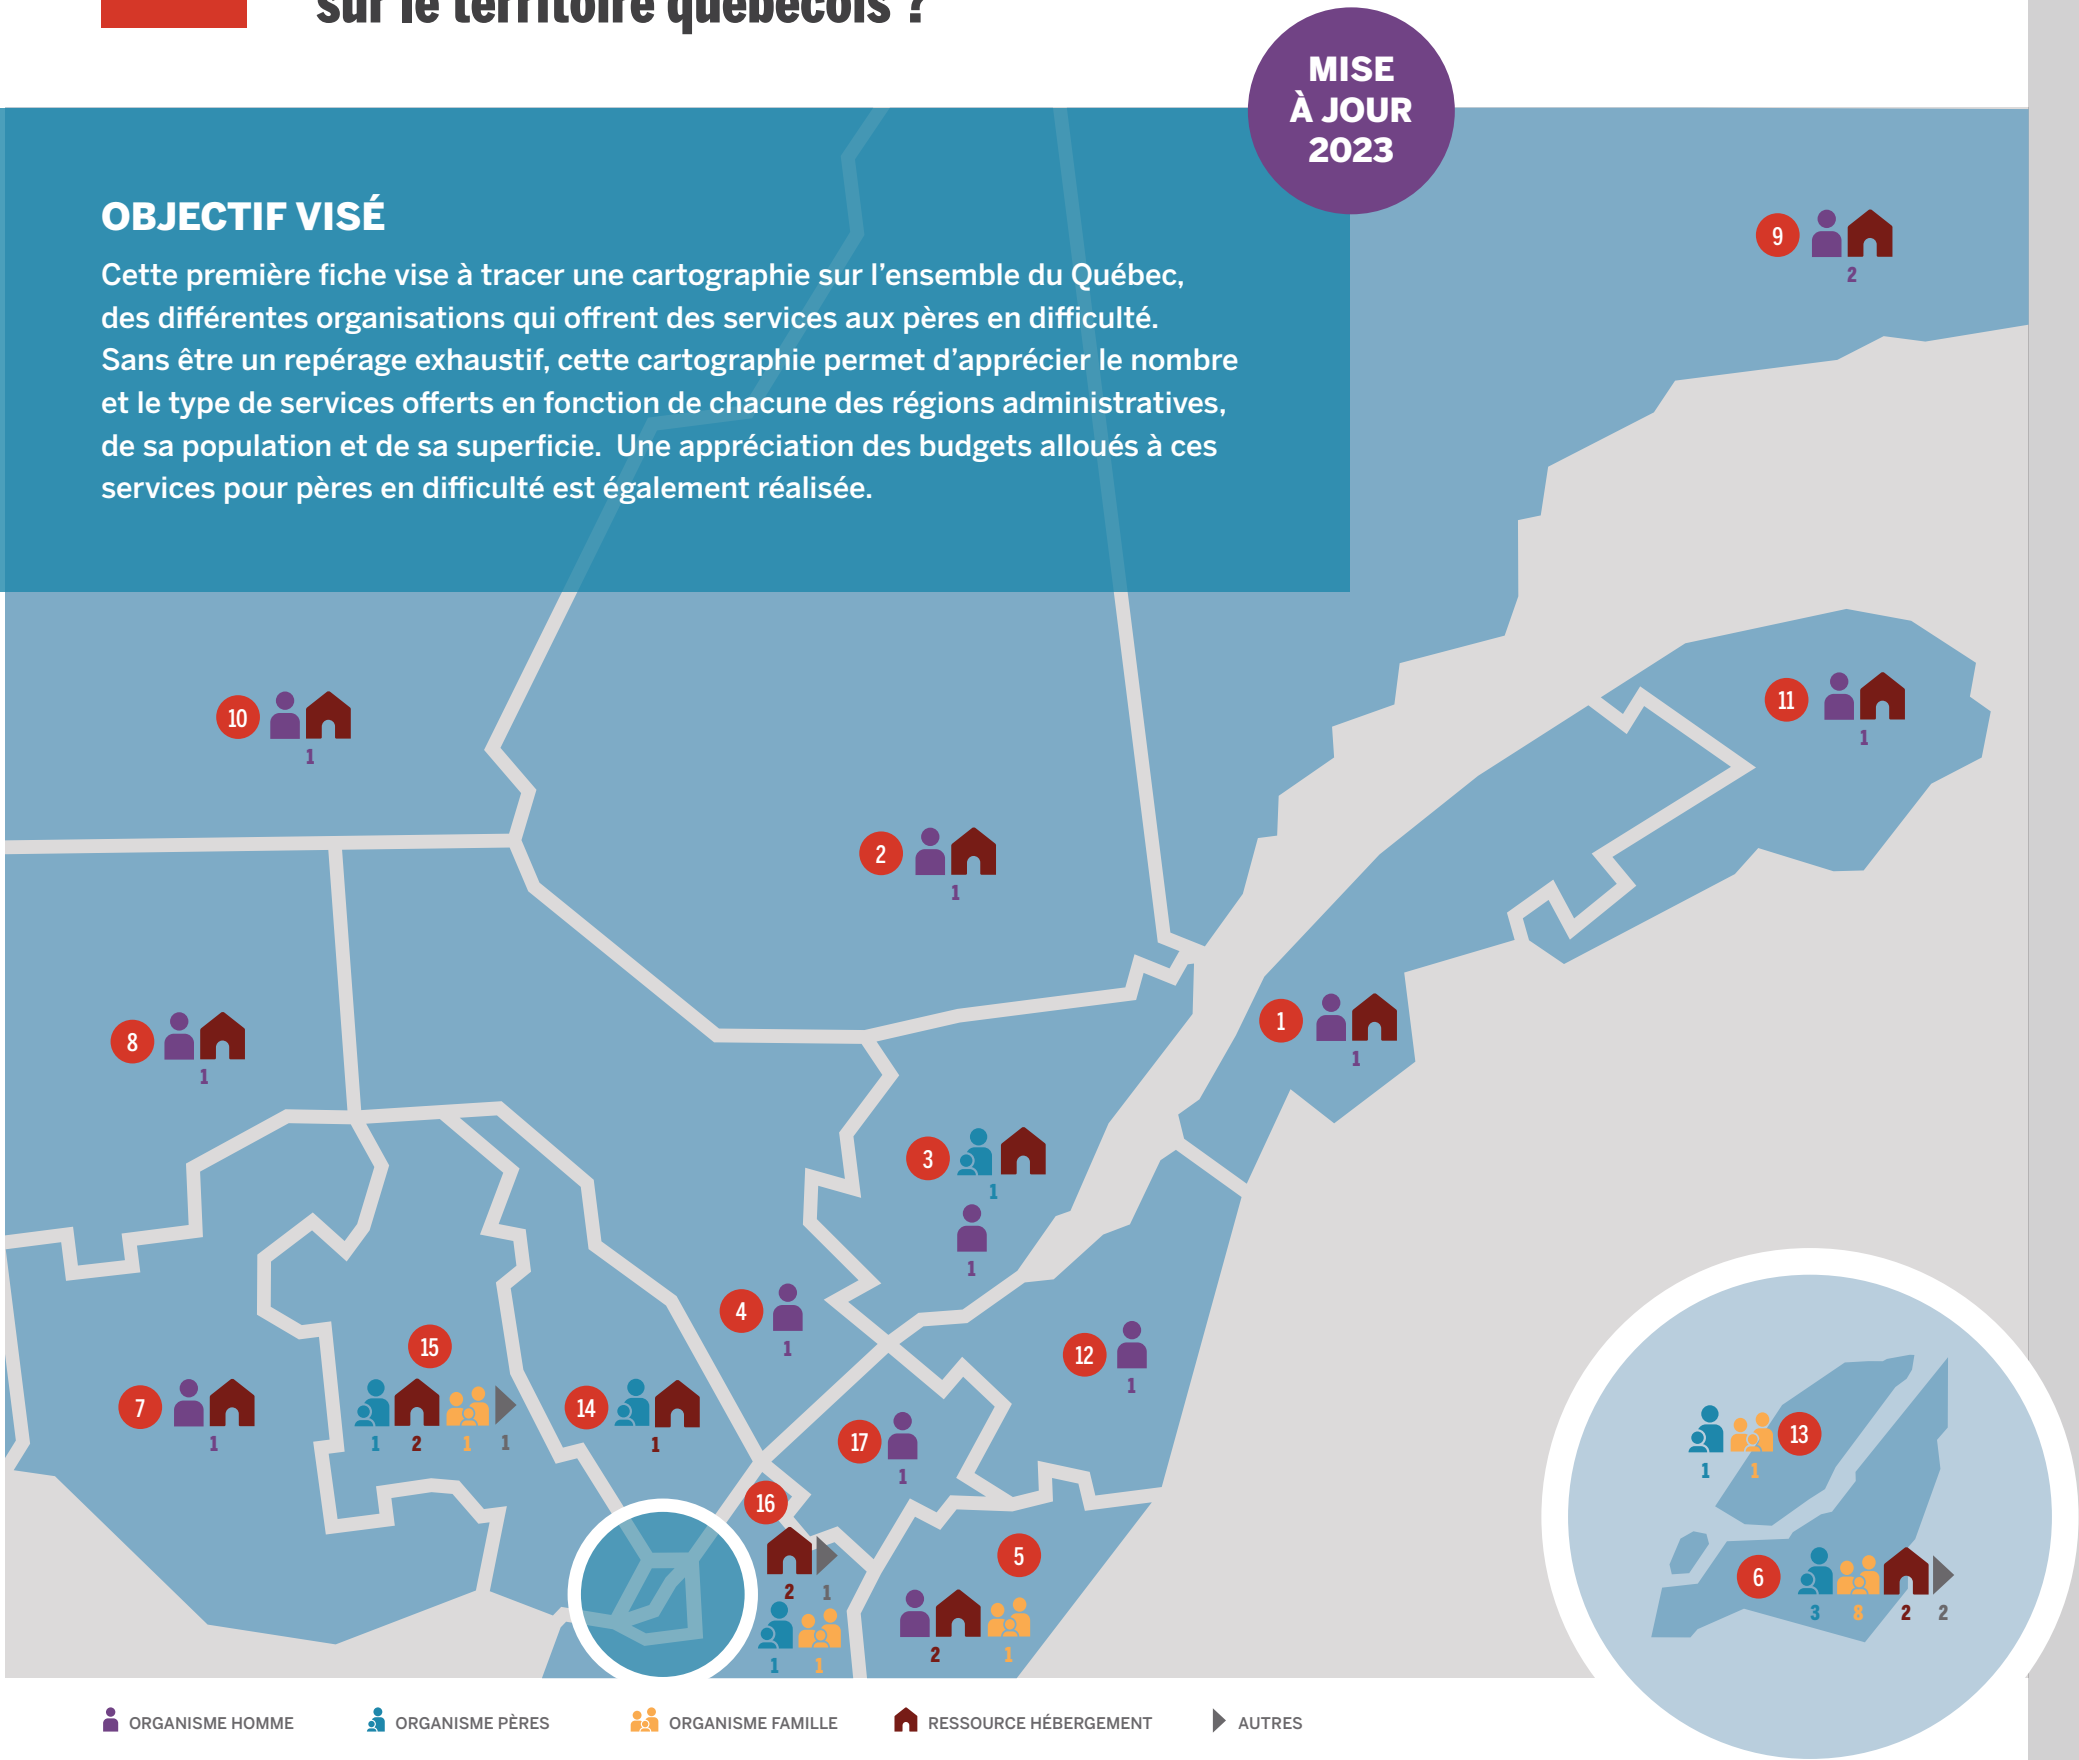 sur le territoire québécois ?
MISE
À JOUR
2023
OBJECTIF VISÉ
Cette première fiche vise à tracer une cartographie sur l’ensemble du Québec,
des différentes organisations qui offrent des services aux pères en difficulté.
Sans être un repérage exhaustif, cette cartographie permet d’apprécier le nombre
et le type de services offerts en fonction de chacune des régions administratives,
de sa population et de sa superficie.  Une appréciation des budgets alloués à ces
services pour pères en difficulté est également réalisée.
9
2
10
1
11
1
2
1
8
1
1
1
3
1
1
4
1
12
1
15
1 2 1 1
7
1
14
1
17
1
16
2 1
1 1
5
2 1
13
1 1
6
3 8 2 2
ORGANISME HOMME
ORGANISME PÈRES
ORGANISME FAMILLE
RESSOURCE HÉBERGEMENT
AUTRES